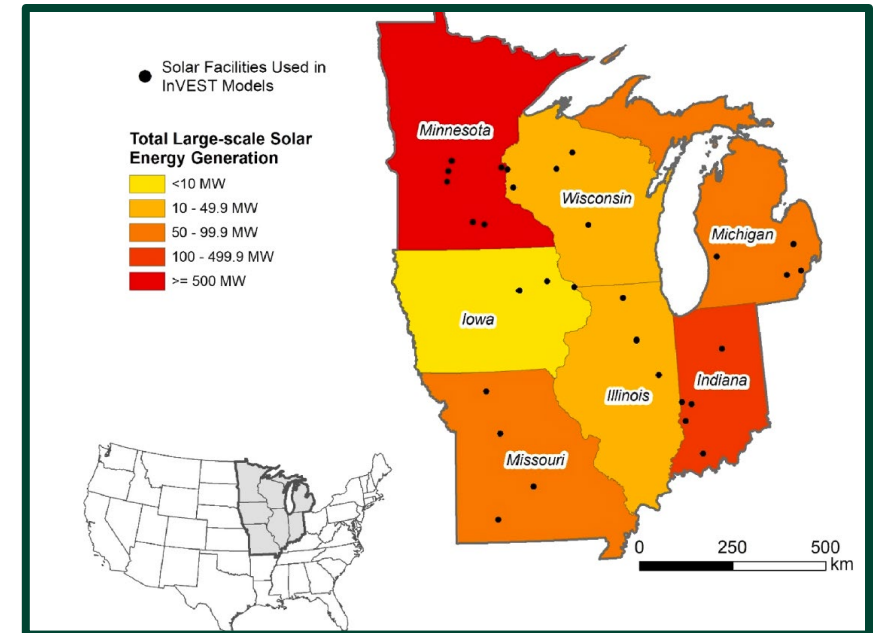 Solar Facilities Used in
InVEST Models
Total Large-scale Solar
Energy Generation
<10 MW
10 - 49.9 MW
50 - 99.9 MW
100 - 499.9 MW
>= 500 MW
Minnesota
Wisconsin
Michigan
Iowa
Illinois
Indiana
Missouri
0 250 500
km